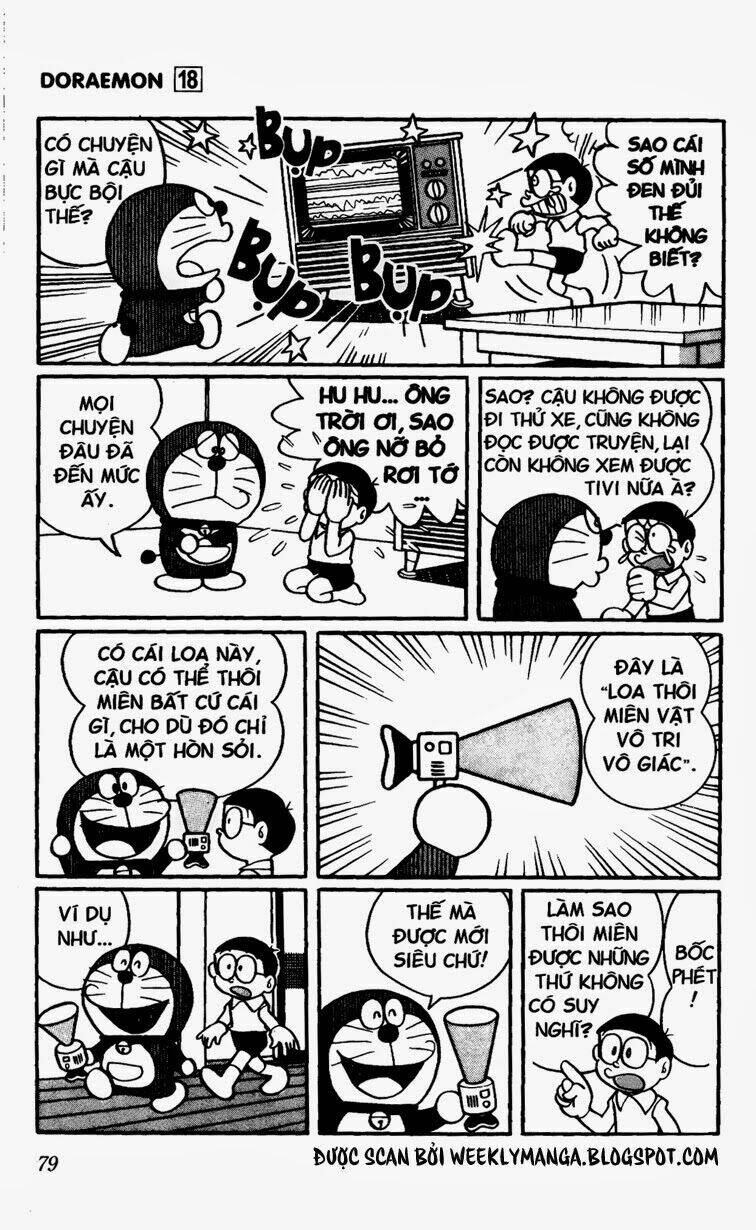 DORAEMON 18
SAO CÁI
SỐ MÌNH
ĐEN ĐỦI
THẾ
KHÔNG
BIẾT?
BỤP
BỤP
BỤP
CÓ CHUYỆN
GÌ MÀ CẬU
BỰC BỘI
THẾ?
SAO? CẬU KHÔNG ĐƯỢC
ĐI THỬ XE, CŨNG KHÔNG
ĐỌC ĐƯỢC TRUYỆN, LẠI
CÒN KHÔNG XEM ĐƯỢC
TIVI NỮA À?
HU HU... ÔNG
TRỜI ƠI, SAO
ÔNG NỠ BỎ
RƠI TỚ
...
MỌI
CHUYỆN
ĐÂU ĐÃ
ĐẾN MỨC
ẤY.
ĐÂY LÀ
"LOA THÔI
MIÊN VẬT
VÔ TRI
VÔ GIÁC".
CÓ CÁI LOA NÀY,
CẬU CÓ THỂ THÔI
MIÊN BẤT CỨ CÁI
GÌ, CHO DÙ ĐÓ CHỈ
LÀ MỘT HÒN SỎI.
BỐC
PHÉT
!
LÀM SAO
THÔI MIÊN
ĐƯỢC NHỮNG
THỨ KHÔNG
CÓ SUY
NGHĨ?
THẾ MÀ
ĐƯỢC MỚI
SIÊU CHỨ!
VÍ DỤ
NHƯ...
79
ĐƯỢC SCAN BỞI WEEKLYMANGA.BLOGSPOT.COM